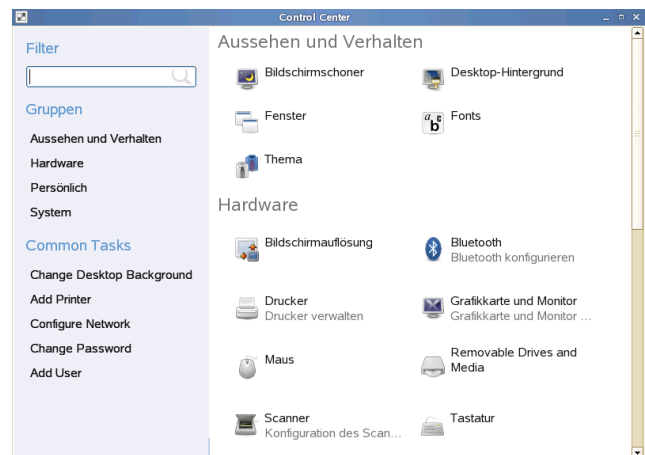 Control Center
Filter
Gruppen
Aussehen und Verhalten
Hardware
Persönlich
System
Common Tasks
Change Desktop Background
Add Printer
Configure Network
Change Password
Add User
Aussehen und Verhalten
Bildschirmschoner
Desktop-Hintergrund
Fenster
Fonts
Thema
Hardware
Bildschirmauflösung
Bluetooth
Bluetooth konfigurieren
Drucker
Drucker verwalten
Grafikkarte und Monitor
Grafikkarte und Monitor ...
Maus
Removable Drives and
Media
Scanner
Konfiguration des Scan...
Tastatur